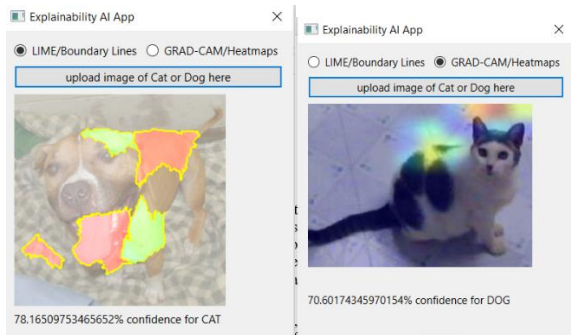 Explainability AI App
LIME/Boundary Lines GRAD-CAM/Heatmaps
upload image of Cat or Dog here
78.16509753465652% confidence for CAT
Explainability AI App
LIME/Boundary Lines GRAD-CAM/Heatmaps
upload image of Cat or Dog here
70.60174345970154% confidence for DOG